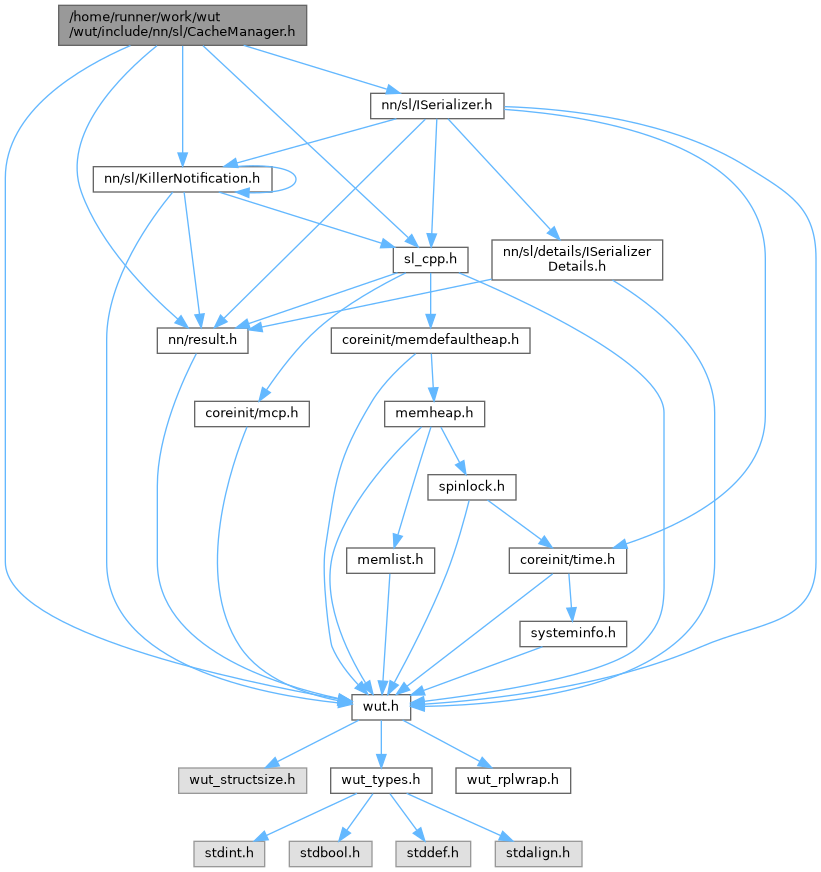 /home/runner/work/wut
/wut/include/nn/sl/CacheManager.h
nn/sl/ISerializer.h
nn/sl/KillerNotification.h
sl_cpp.h
nn/sl/details/ISerializer
Details.h
nn/result.h
coreinit/memdefaultheap.h
coreinit/mcp.h
memheap.h
spinlock.h
memlist.h
coreinit/time.h
systeminfo.h
wut.h
wut_structsize.h
wut_types.h
wut_rplwrap.h
stdint.h
stdbool.h
stddef.h
stdalign.h